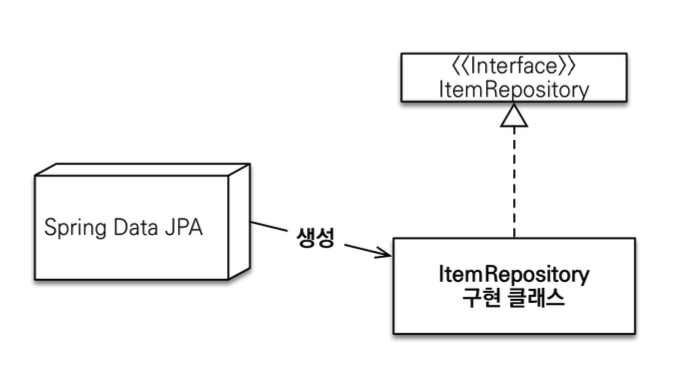 〈〈Interface〉〉
ItemRepository
Spring Data JPA
생성
ItemRepository
구현 클래스